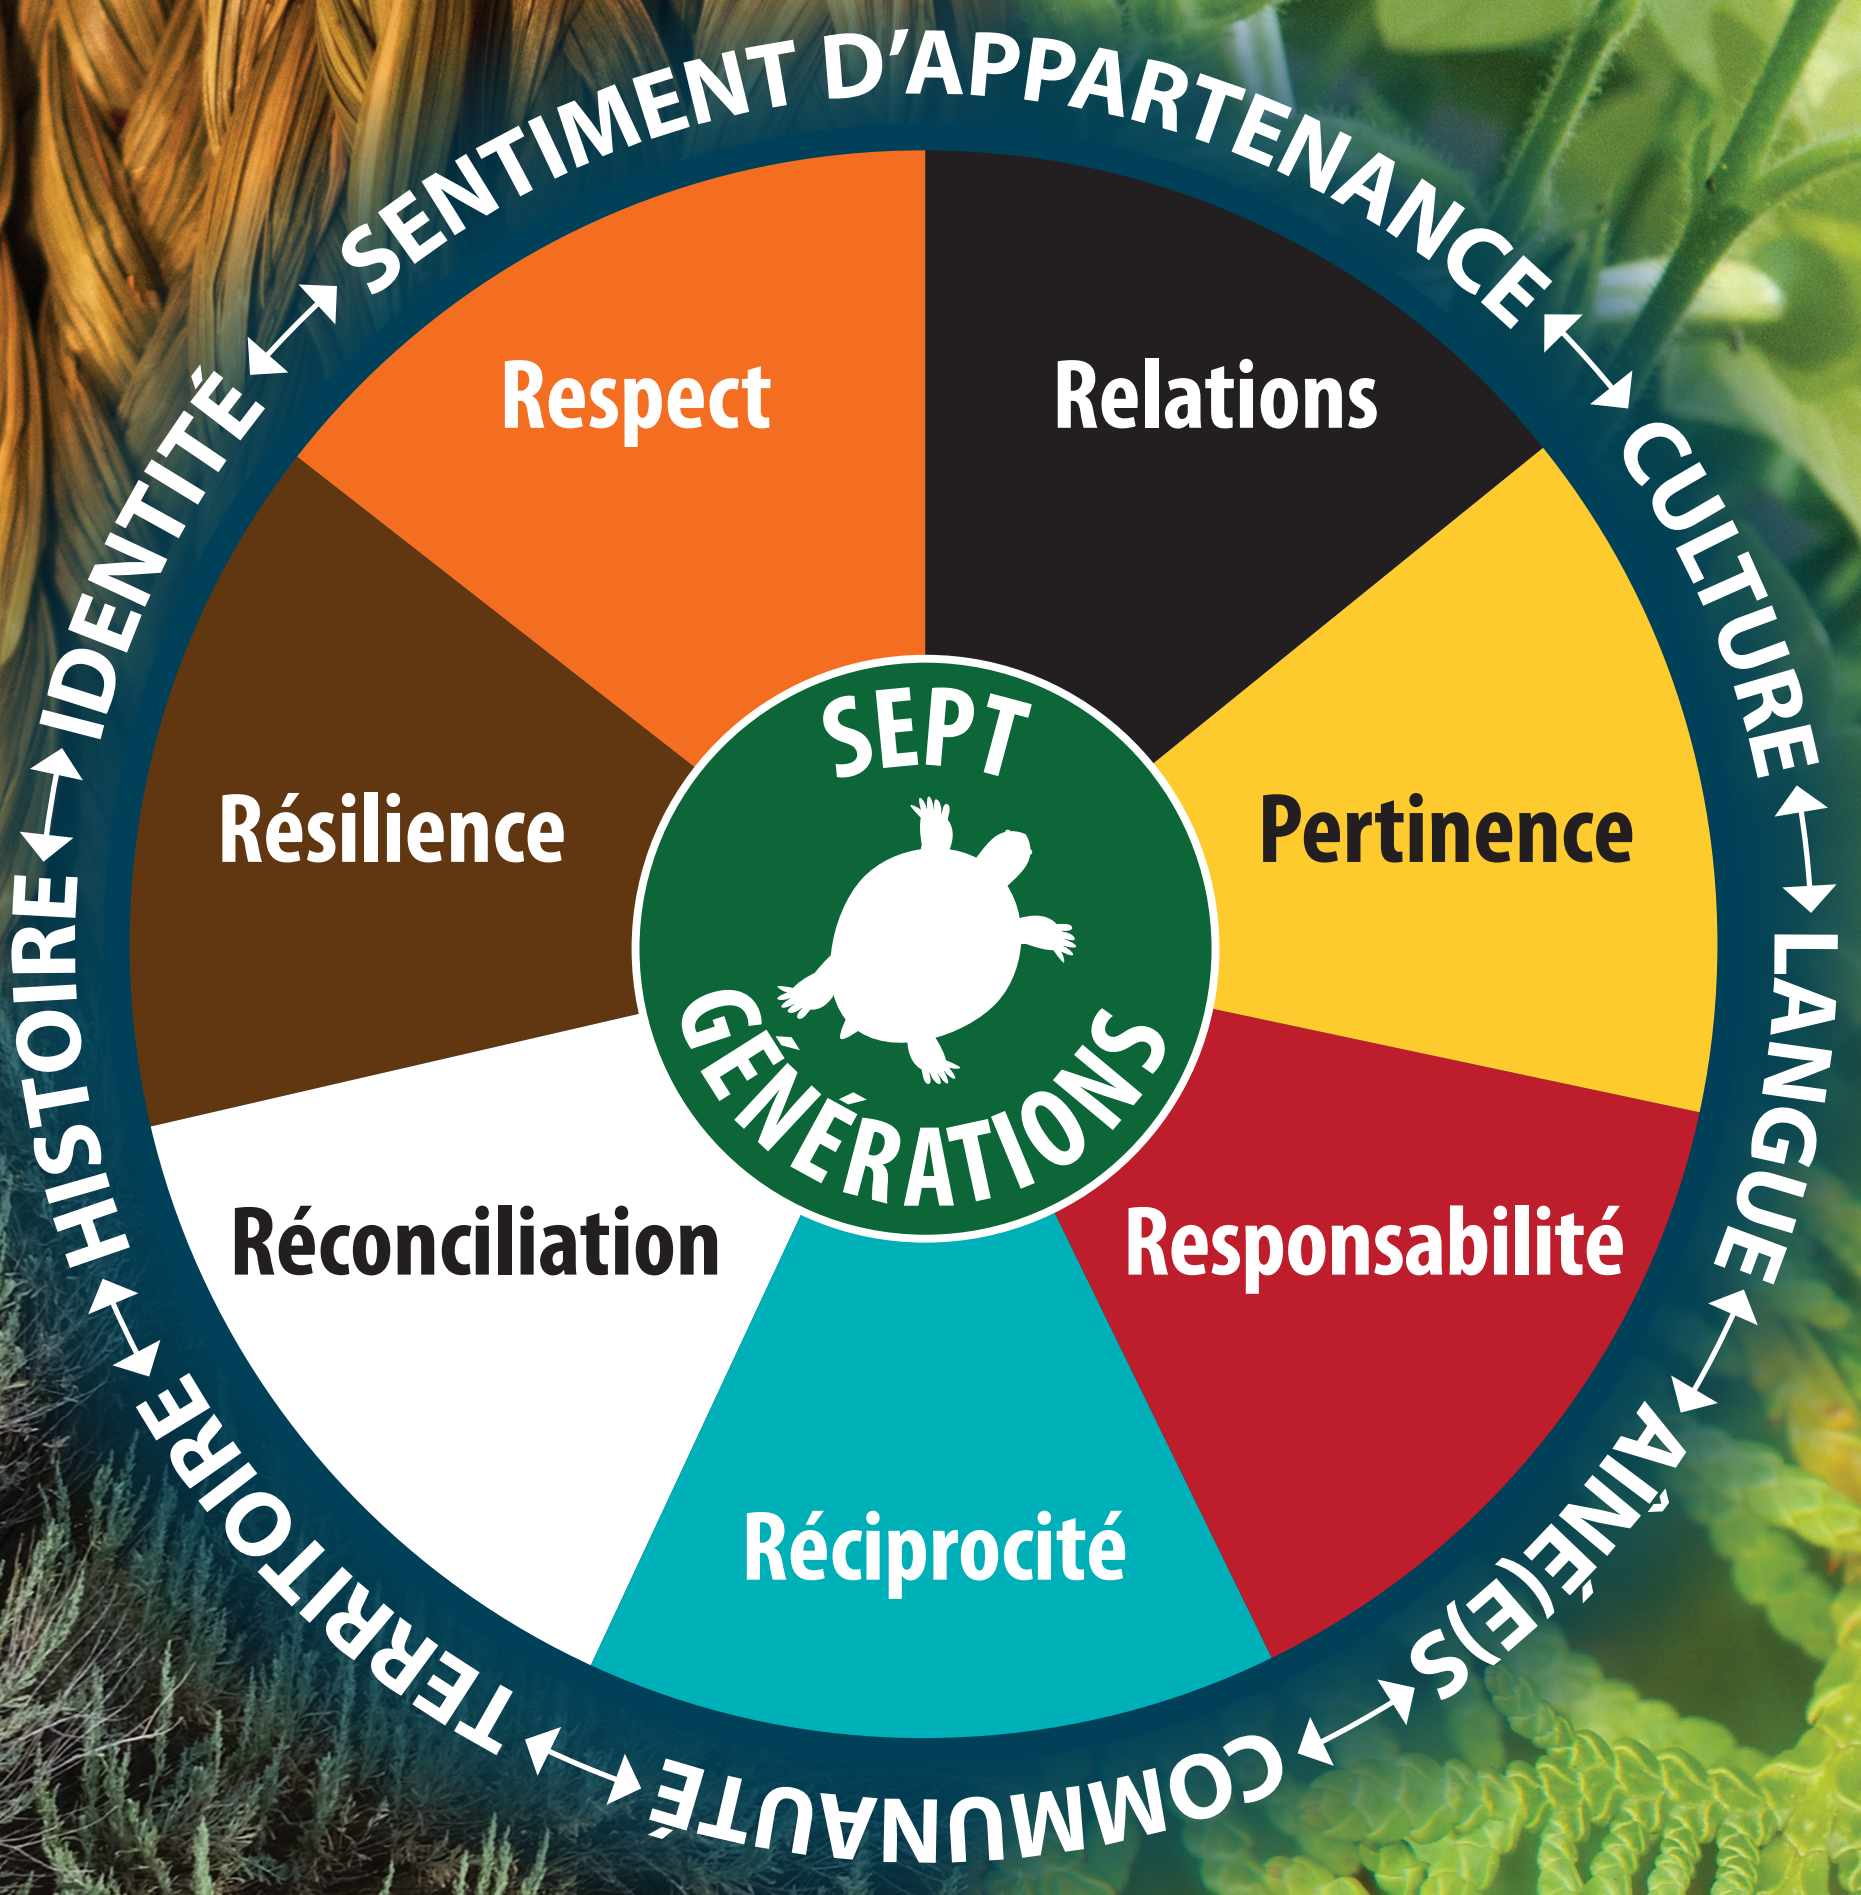 SENTIMENT D'APPARTENANCE
CULTURE
LANGUE
AÎNÉ(E)S
COMMUNAUTÉ
TERRITOIRE
HISTOIRE
IDENTITÉ
Respect
Relations
Résilience
Pertinence
Réconciliation
Responsabilité
Réciprocité
SEPT
GÉNÉRATIONS